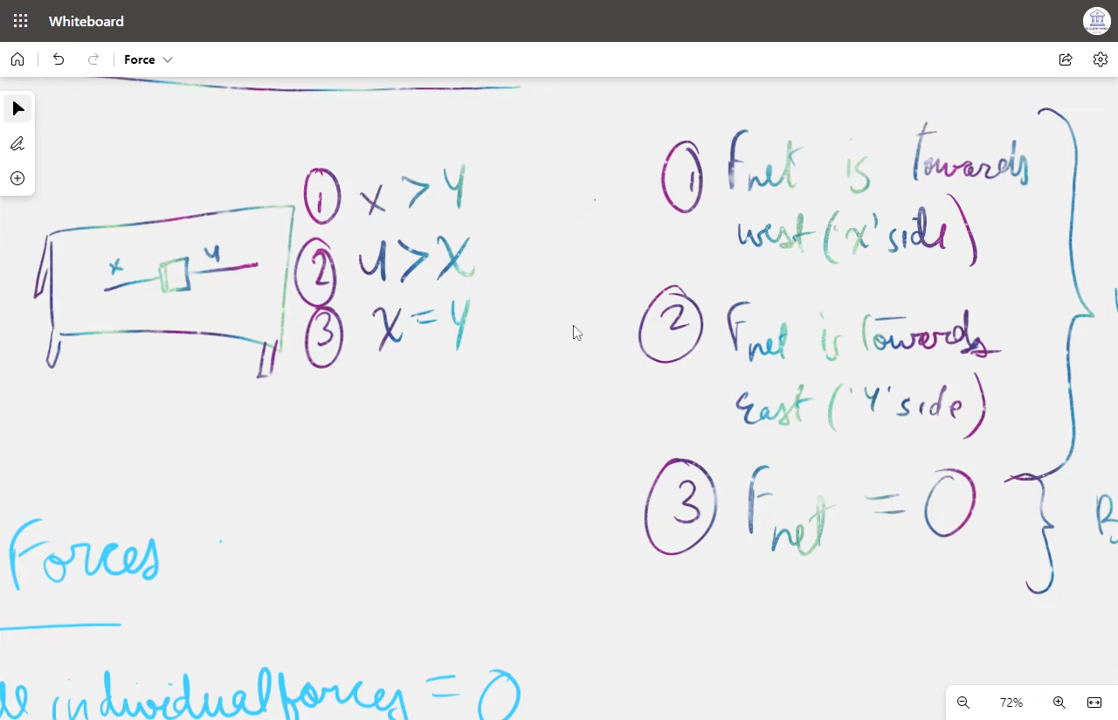 Whiteboard
Force
x y
① x > y
② y > x
③ x = y
① Fnet is towards
west ('x' side)
② Fnet is towards
east ('y' side)
③ Fnet = 0
Forces
individual forces = 0
72%